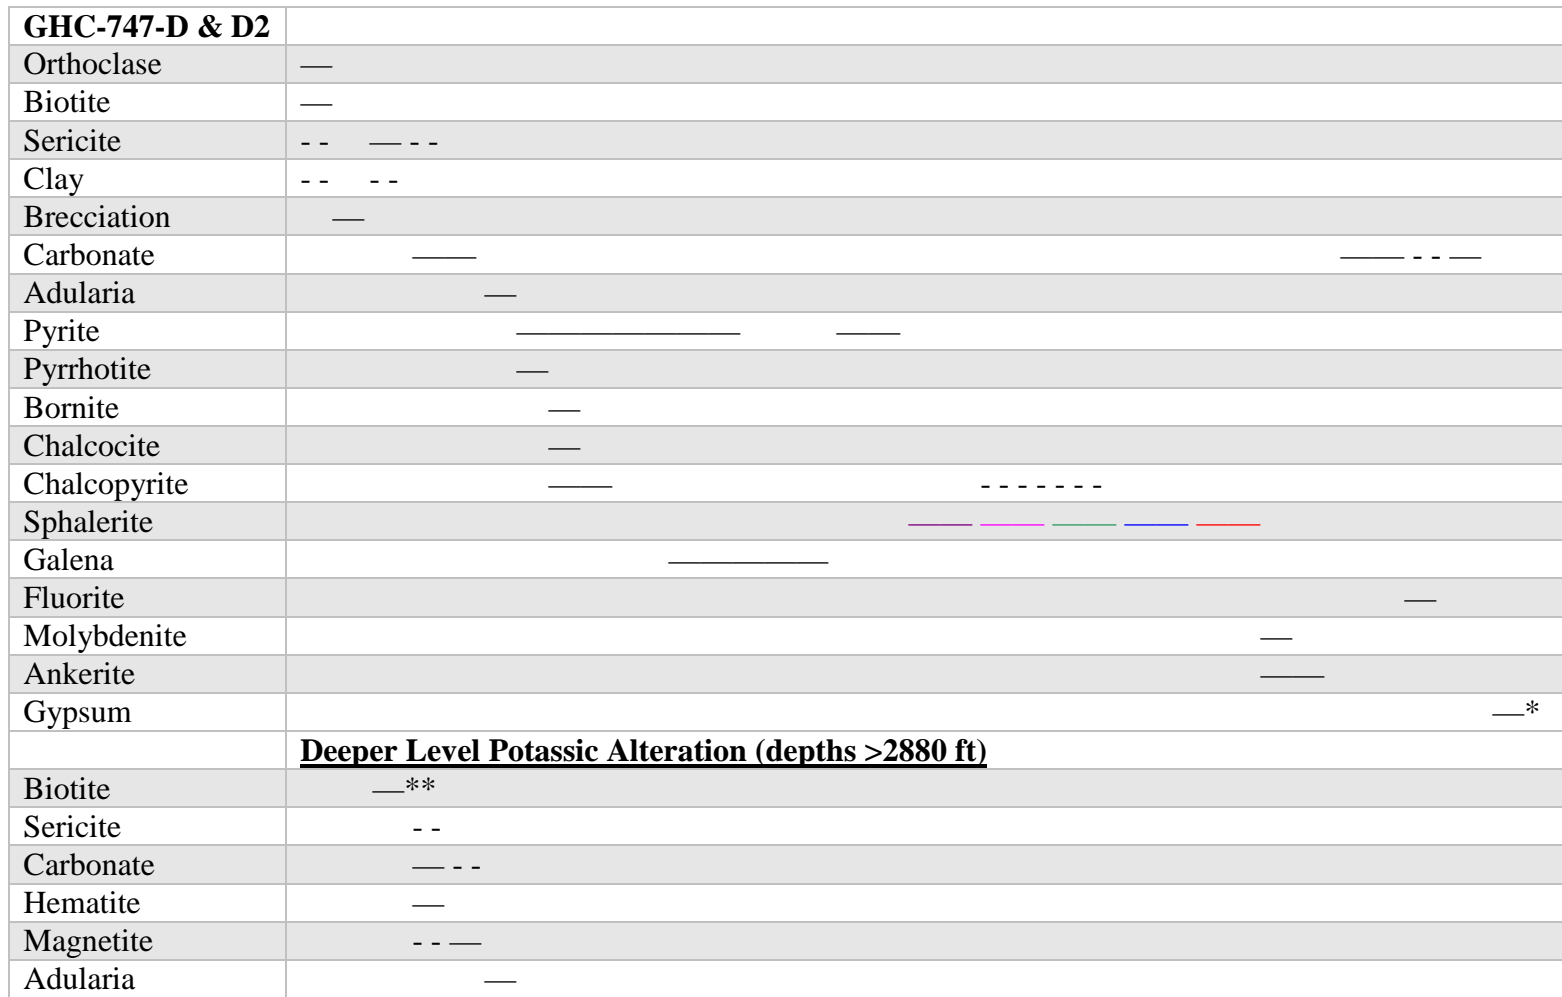 GHC-747-D & D2
Orthoclase —
Biotite —
Sericite - - — - -
Clay - - - -
Brecciation —
Carbonate —— —— - - —
Adularia —
Pyrite ——————— ——
Pyrrhotite —
Bornite —
Chalcocite —
Chalcopyrite —— - - - - - - -
Sphalerite —— —— —— —— ——
Galena —————
Fluorite —
Molybdenite —
Ankerite ——
Gypsum —*
Deeper Level Potassic Alteration (depths >2880 ft)
Biotite —**
Sericite - -
Carbonate — - -
Hematite —
Magnetite - - —
Adularia —